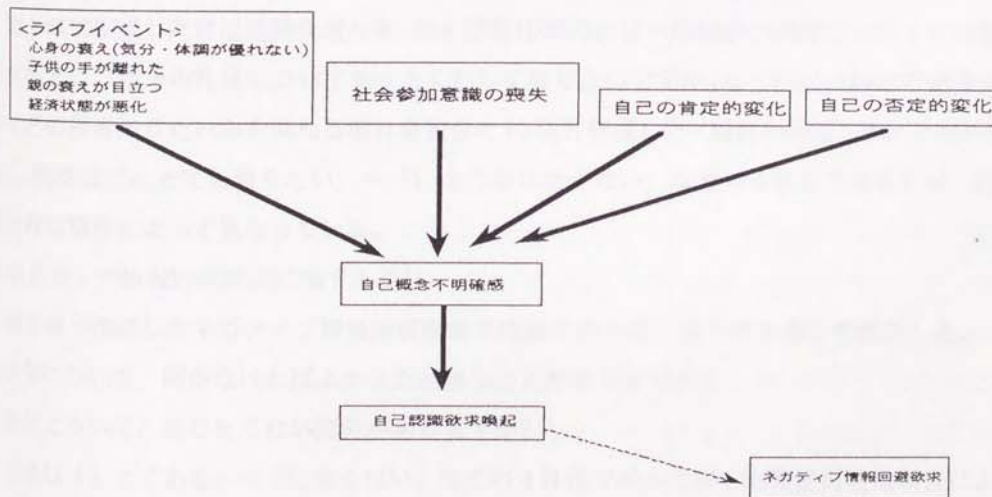 <ライフイベント>
心身の衰え(気分・体調が優れない)
子供の手が離れた
親の衰えが目立つ
経済状態が悪化
社会参加意識の喪失
自己の肯定的変化
自己の否定的変化
自己概念不明確感
自己認識欲求喚起
ネガティブ情報回避欲求